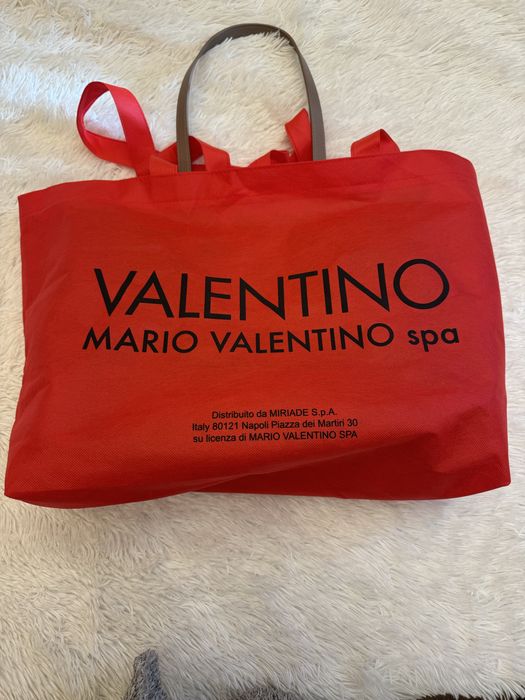 VALENTINO
MARIO VALENTINO spa
Distribuito da MIRIADE S.p.A.
Italy 80121 Napoli Piazza dei Martiri 30
su licenza di MARIO VALENTINO SPA